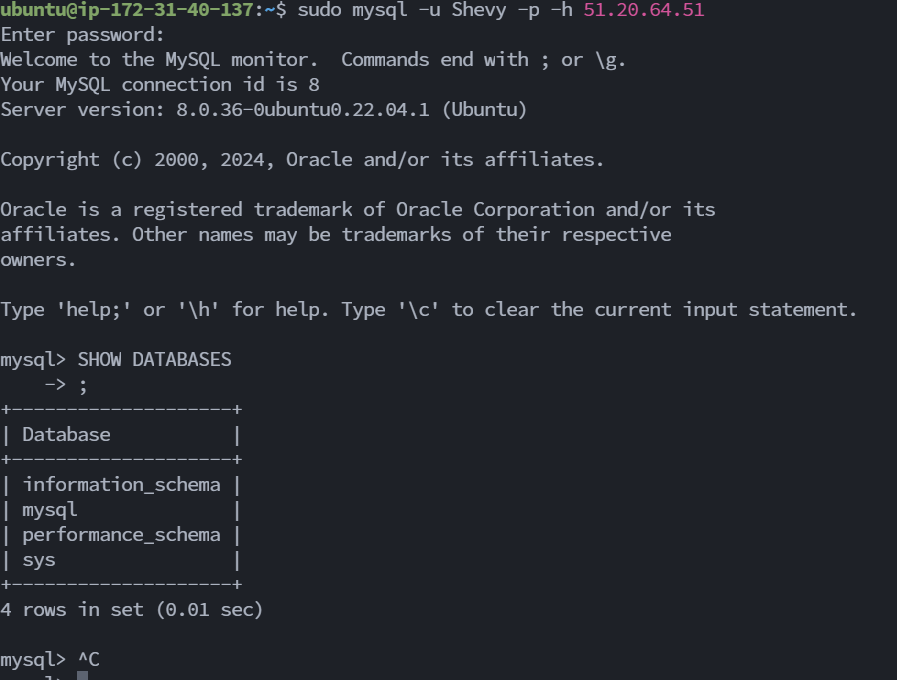 ubuntu@ip-172-31-40-137:~$ sudo mysql -u Shevy -p -h 51.20.64.51
Enter password:
Welcome to the MySQL monitor.  Commands end with ; or \g.
Your MySQL connection id is 8
Server version: 8.0.36-0ubuntu0.22.04.1 (Ubuntu)

Copyright (c) 2000, 2024, Oracle and/or its affiliates.

Oracle is a registered trademark of Oracle Corporation and/or its
affiliates. Other names may be trademarks of their respective
owners.

Type 'help;' or '\h' for help. Type '\c' to clear the current input statement.

mysql> SHOW DATABASES
    -> ;
+--------------------+
| Database           |
+--------------------+
| information_schema |
| mysql              |
| performance_schema |
| sys                |
+--------------------+
4 rows in set (0.01 sec)

mysql> ^C